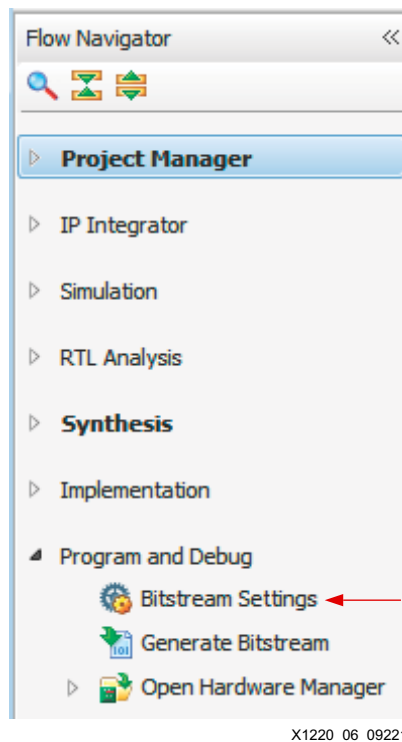 Flow Navigator
Project Manager
IP Integrator
Simulation
RTL Analysis
Synthesis
Implementation
Program and Debug
Bitstream Settings
Generate Bitstream
Open Hardware Manager